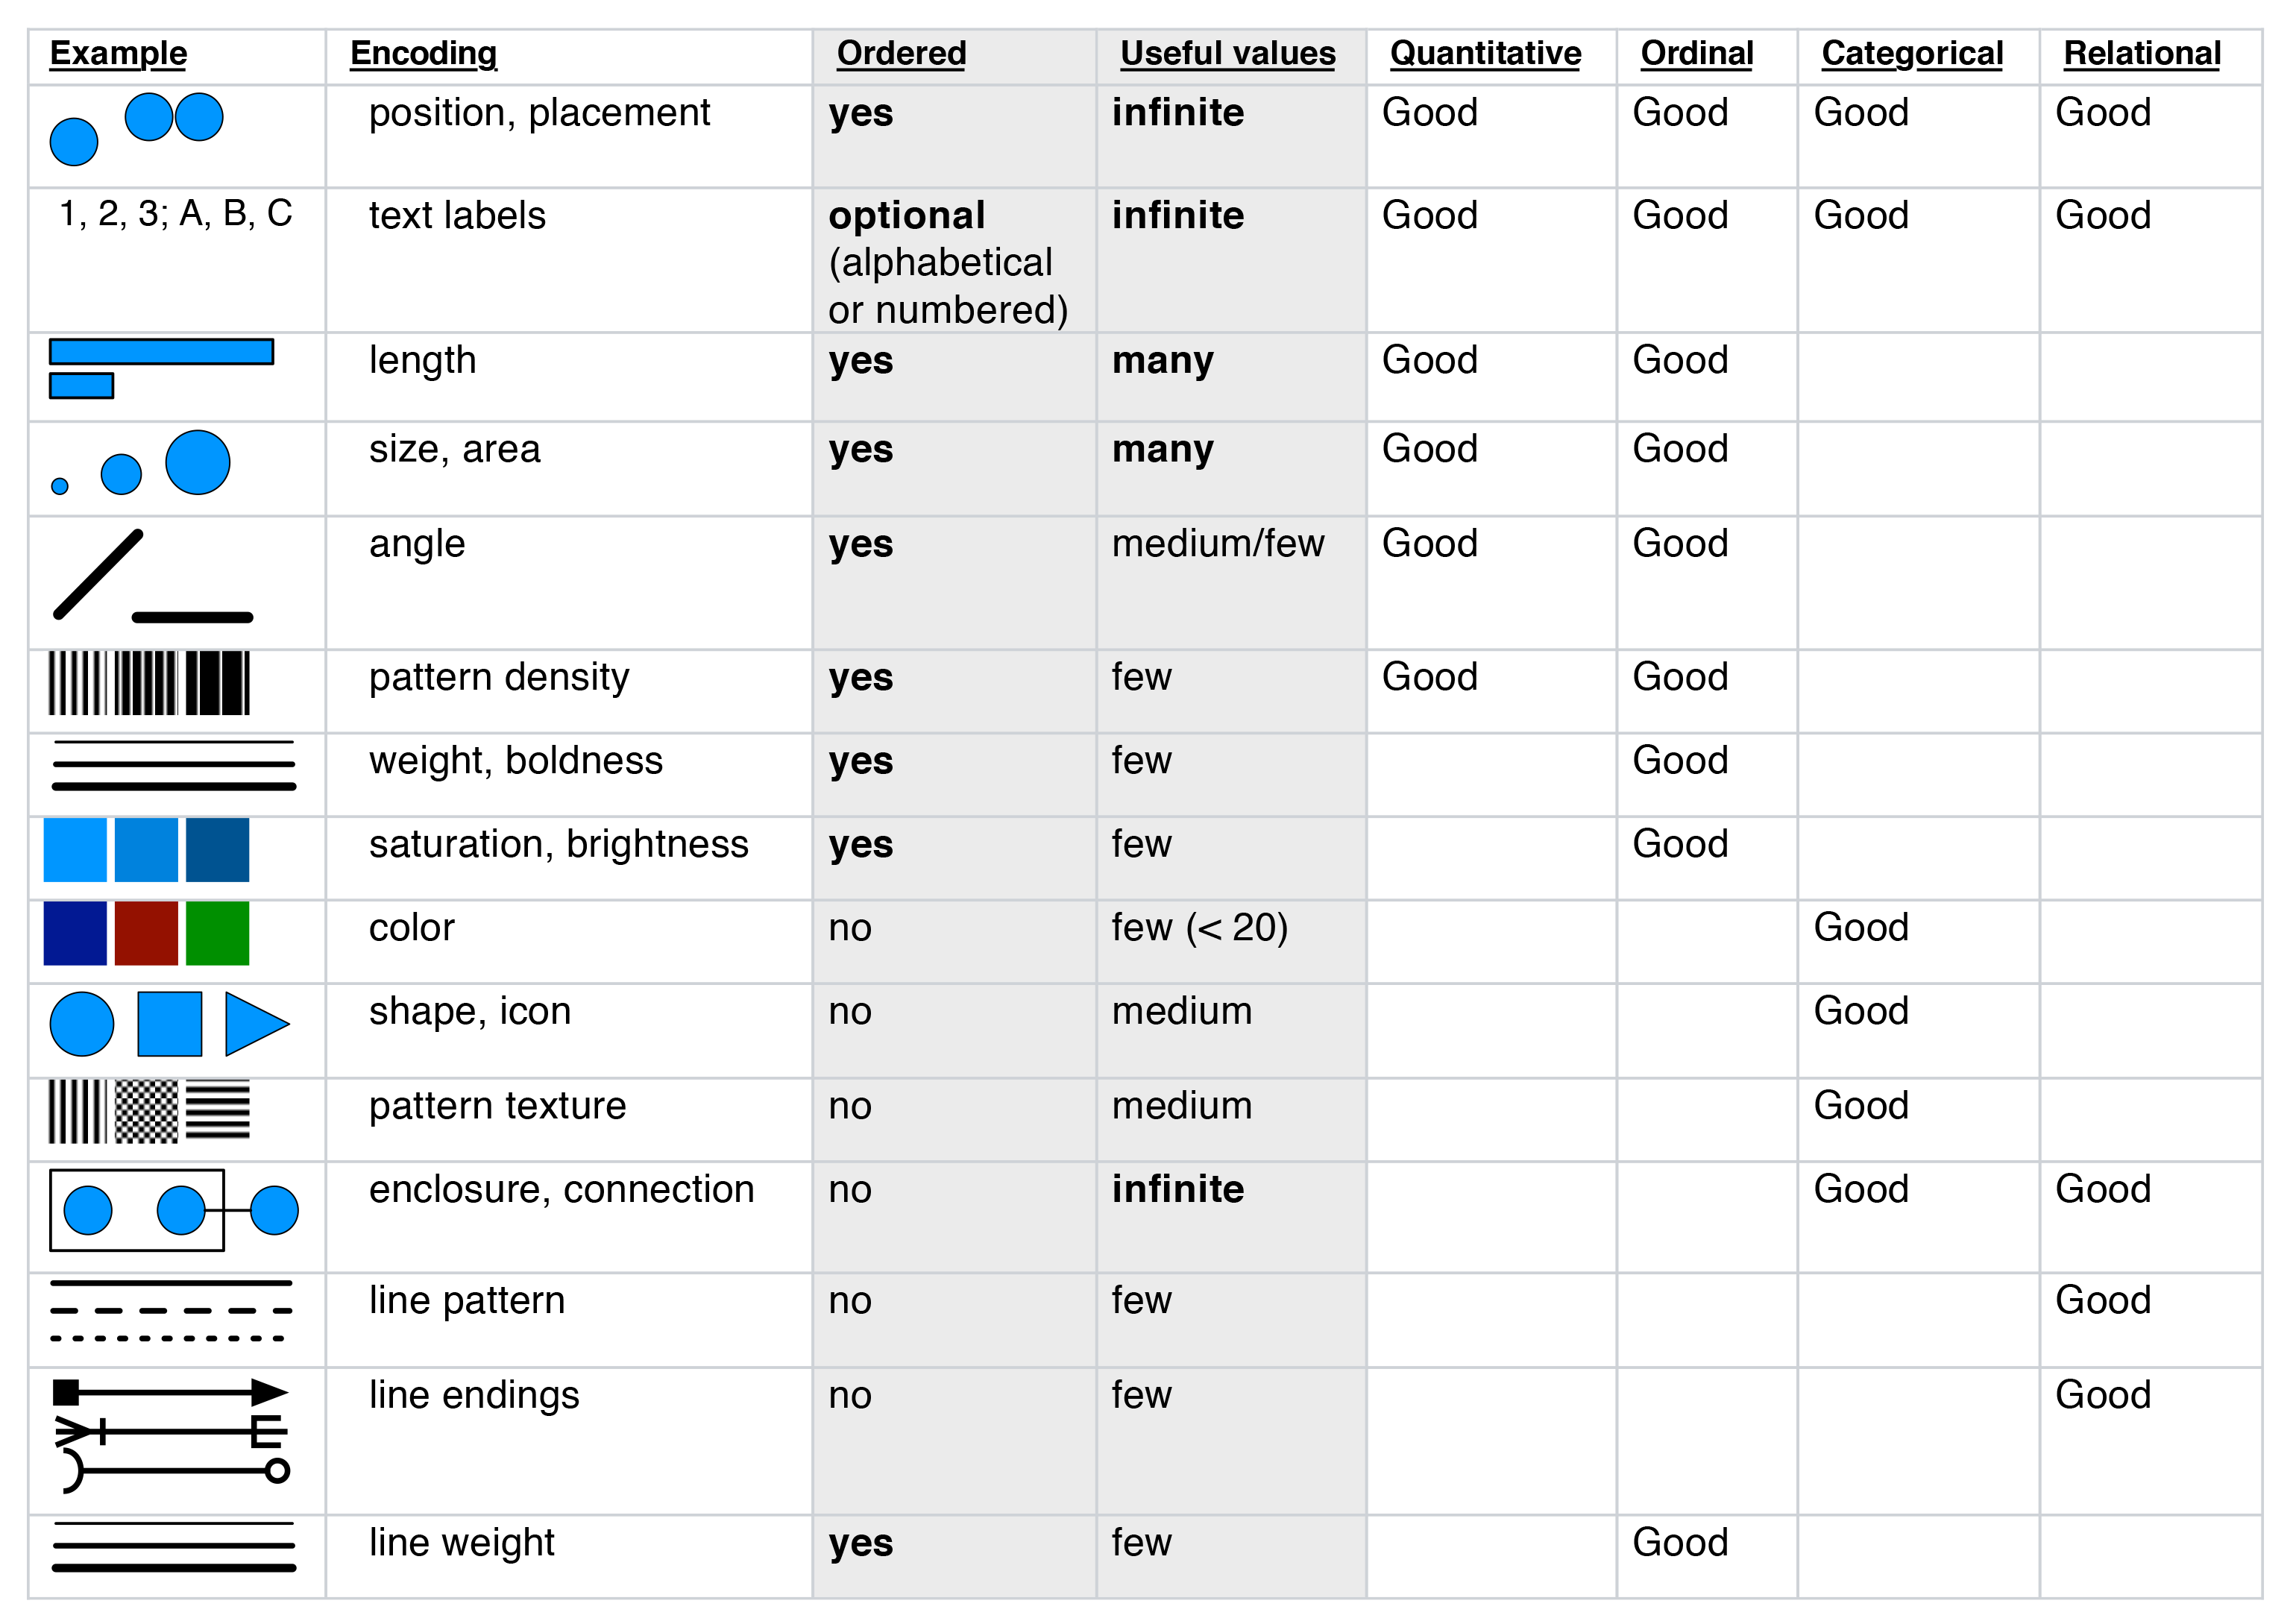 Example Encoding Ordered Useful values Quantitative Ordinal Categorical Relational
position, placement yes infinite Good Good Good Good
1, 2, 3; A, B, C text labels optional infinite Good Good Good Good
(alphabetical
or numbered)
length yes many Good Good
size, area yes many Good Good
angle yes medium/few Good Good
pattern density yes few Good Good
weight, boldness yes few Good
saturation, brightness yes few Good
color no few (< 20) Good
shape, icon no medium Good
pattern texture no medium Good
enclosure, connection no infinite Good Good
line pattern no few Good
line endings no few Good
line weight yes few Good